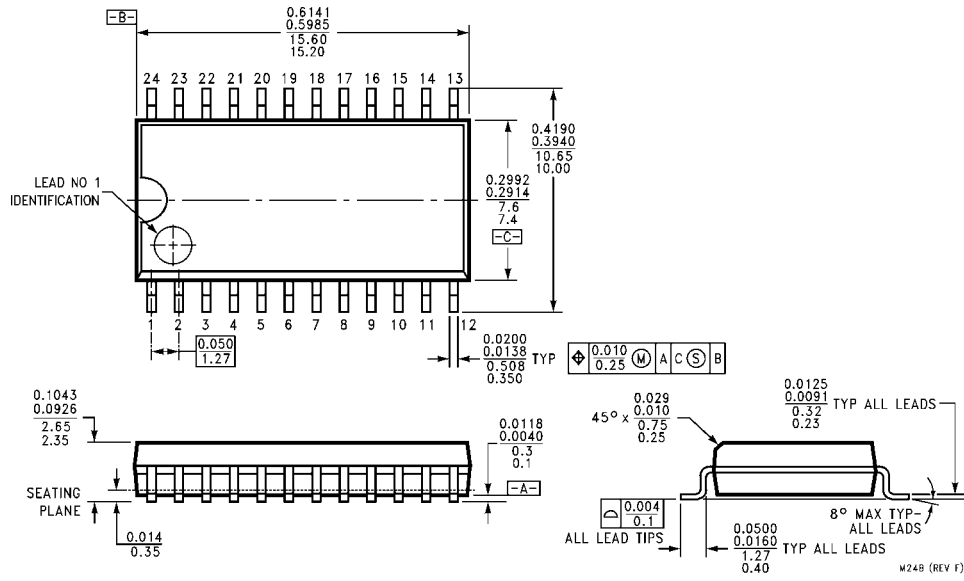 -B-
0.6141
0.5985
15.60
15.20
24 23 22 21 20 19 18 17 16 15 14 13
0.4190
0.3940
10.65
10.00
LEAD NO 1
IDENTIFICATION
0.2992
0.2914
7.6
7.4
-C-
1 2 3 4 5 6 7 8 9 10 11 12
0.050
1.27
0.0200
0.0138
0.508
0.350
TYP
⌖ 0.010
0.25 Ⓜ A C Ⓢ B
0.1043
0.0926
2.65
2.35
0.0118
0.0040
0.3
0.1
-A-
SEATING
PLANE
0.014
0.35
45° x
0.029
0.010
0.75
0.25
0.0125
0.0091
0.32
0.23
TYP ALL LEADS
⌓ 0.004
0.1
ALL LEAD TIPS
0.0500
0.0160
1.27
0.40
TYP ALL LEADS
8° MAX TYP-
ALL LEADS
M24B (REV F)